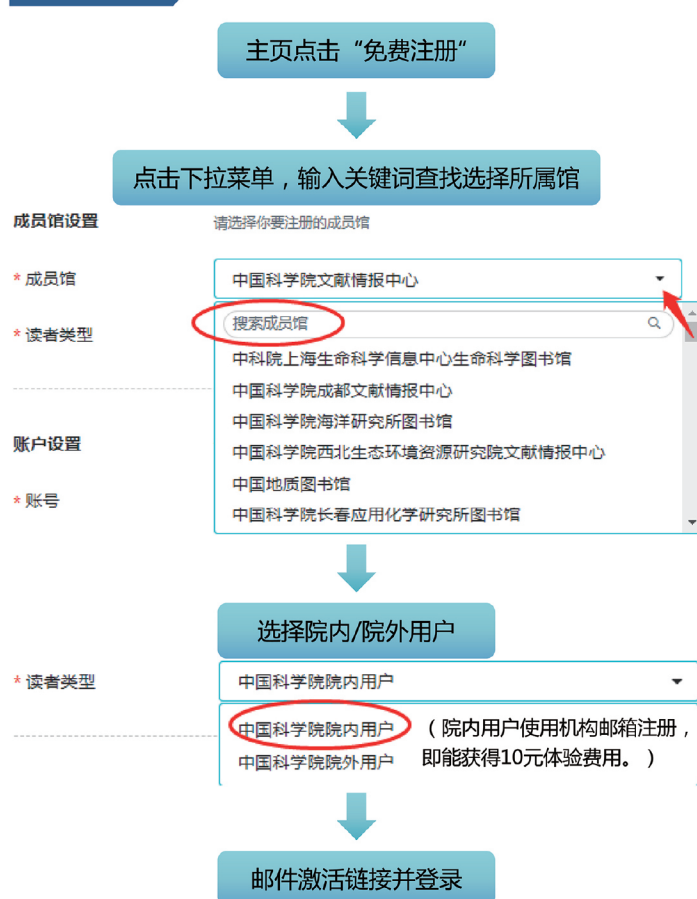 主页点击“免费注册“
点击下拉菜单，输入关键词查找选择所属馆
成员馆设置 请选择你要注册的成员馆
* 成员馆 中国科学院文献情报中心
搜索成员馆
* 读者类型
中科院上海生命科学信息中心生命科学图书馆
中国科学院成都文献情报中心
中国科学院海洋研究所图书馆
账户设置
中国科学院西北生态环境资源研究院文献情报中心
中国地质图书馆
* 账号
中国科学院长春应用化学研究所图书馆
选择院内/院外用户
* 读者类型 中国科学院院内用户
中国科学院院内用户 （院内用户使用机构邮箱注册，
中国科学院院外用户 即能获得10元体验费用。）
邮件激活链接并登录